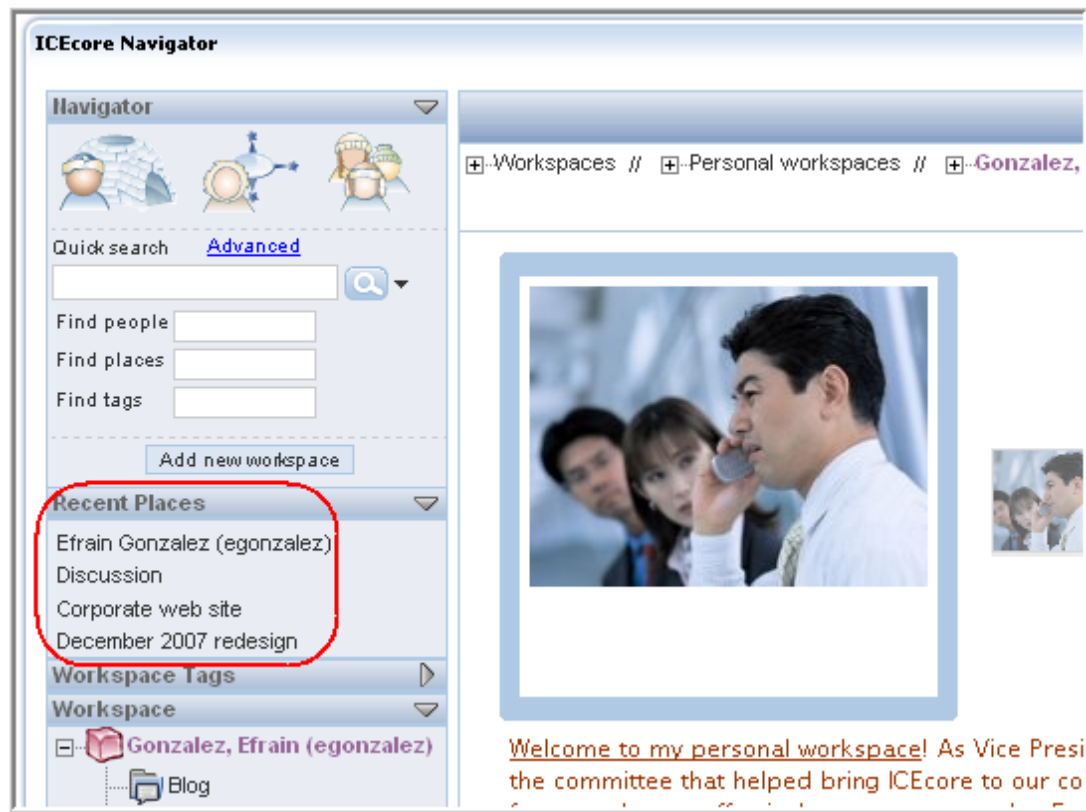 ICEcore Navigator
Navigator
Quick search Advanced
Find people
Find places
Find tags
Add new workspace
Recent Places
Efrain Gonzalez (egonzalez)
Discussion
Corporate web site
December 2007 redesign
Workspace Tags
Workspace
Gonzalez, Efrain (egonzalez)
Blog
Workspaces // Personal workspaces // Gonzalez,
Welcome to my personal workspace! As Vice Presi
the committee that helped bring ICEcore to our co